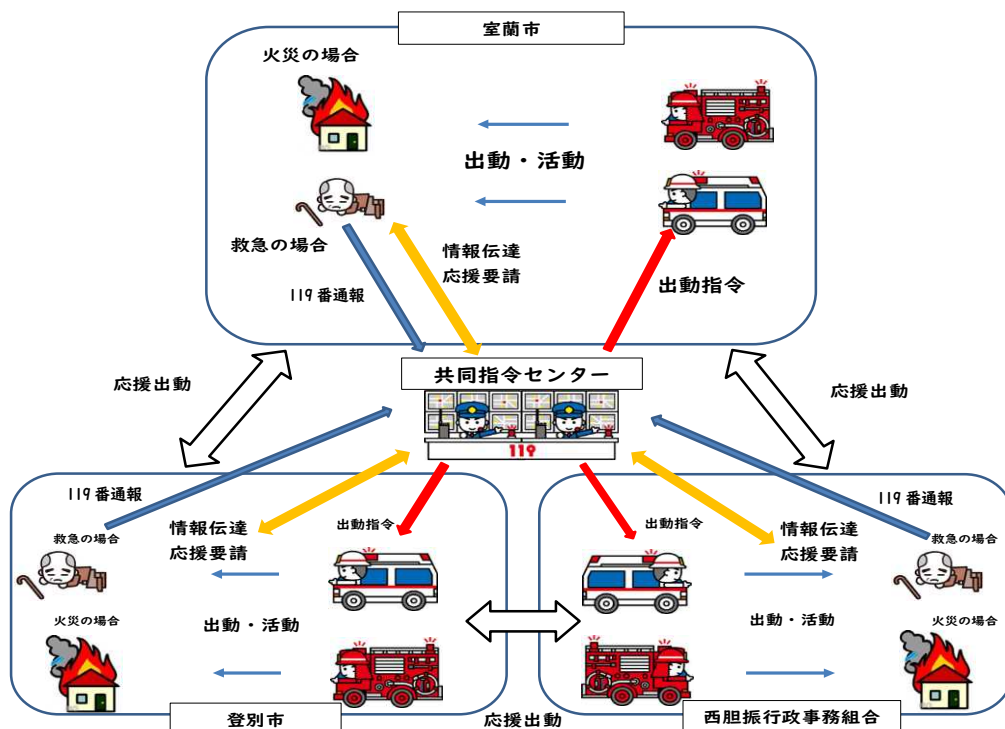 室蘭市
火災の場合
出動・活動
救急の場合
情報伝達
応援要請
119番通報
出動指令
共同指令センター
119
応援出動
応援出動
119番通報
情報伝達
応援要請
出動指令
救急の場合
出動・活動
火災の場合
登別市
応援出動
出動指令
情報伝達
応援要請
119番通報
救急の場合
出動・活動
火災の場合
西胆振行政事務組合